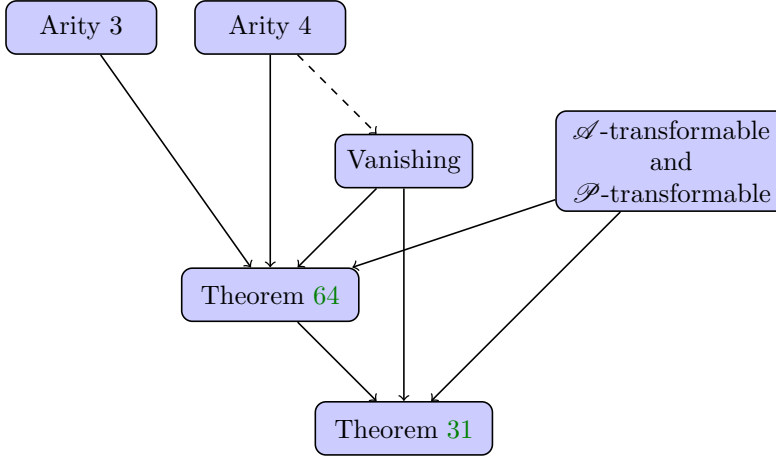 Arity 3
Arity 4
𝒜-transformable
and
𝒫-transformable
Vanishing
Theorem 64
Theorem 31